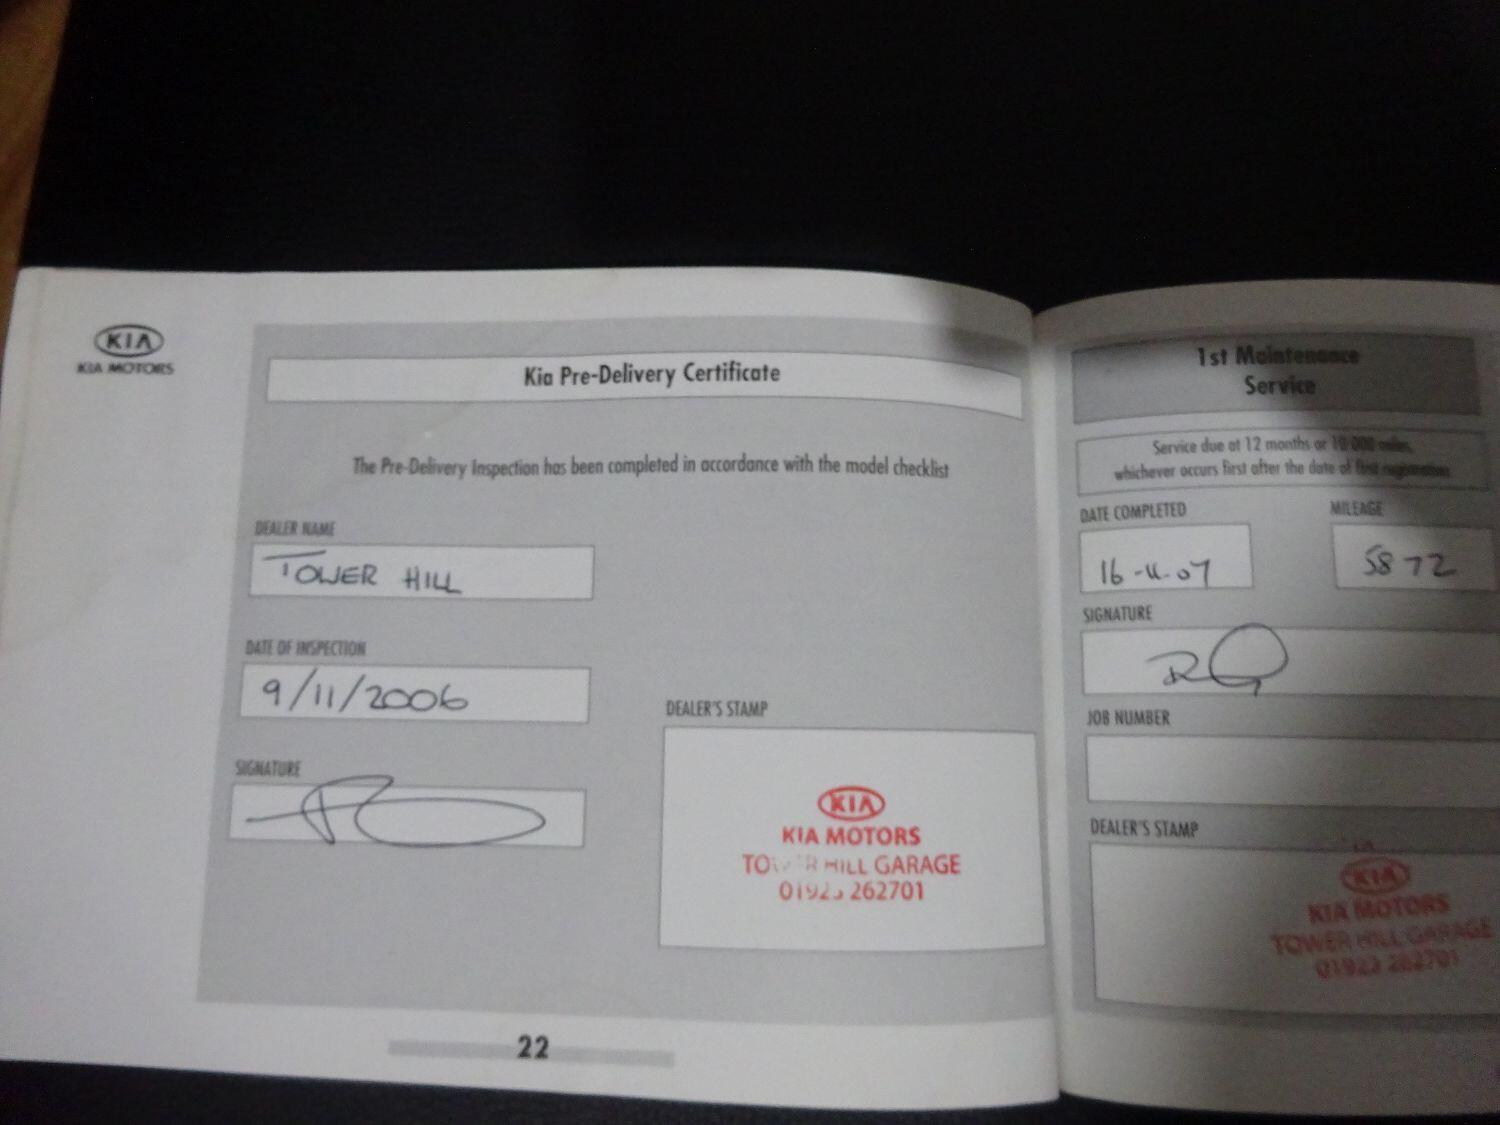 KIA
KIA MOTORS
Kia Pre-Delivery Certificate
The Pre-Delivery Inspection has been completed in accordance with the model checklist
DEALER NAME
TOWER HILL
DATE OF INSPECTION
9/11/2006
SIGNATURE
DEALER'S STAMP
KIA
KIA MOTORS
HILL GARAGE
262701
22
1st Maintenance
Service
Service due at 12 months or 10 000 miles,
whichever occurs first after the date of first registration
DATE COMPLETED
MILEAGE
16-11-07
5872
SIGNATURE
JOB NUMBER
DEALER'S STAMP
KIA
KIA MOTORS
TOWER HILL GARAGE
01923 262701